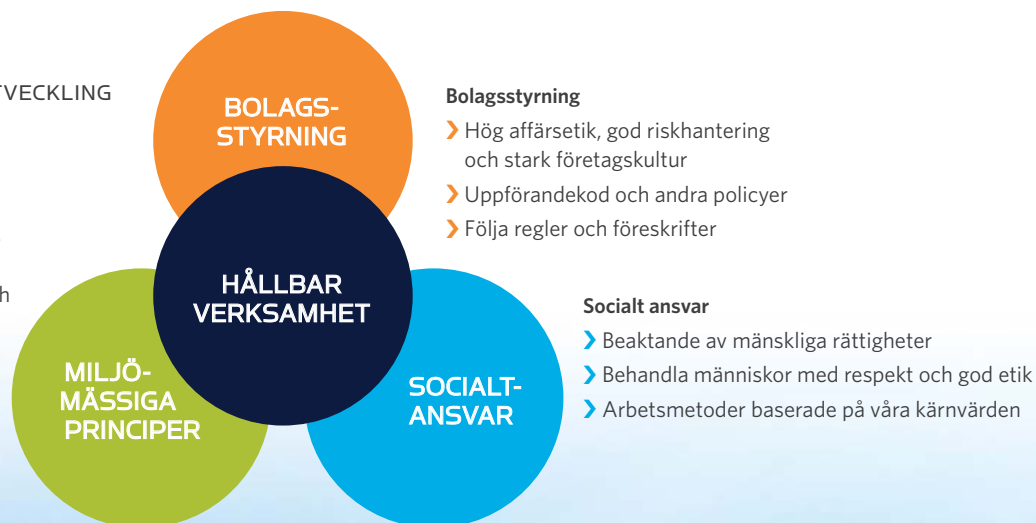 TVECKLING
BOLAGS-
STYRNING
Bolagsstyrning
Hög affärsetik, god riskhantering
och stark företagskultur
Uppförandekod och andra policyer
Följa regler och föreskrifter
h
HÅLLBAR
VERKSAMHET
MILJÖ-
MÄSSIGA
PRINCIPER
SOCIALT-
ANSVAR
Socialt ansvar
Beaktande av mänskliga rättigheter
Behandla människor med respekt och god etik
Arbetsmetoder baserade på våra kärnvärden